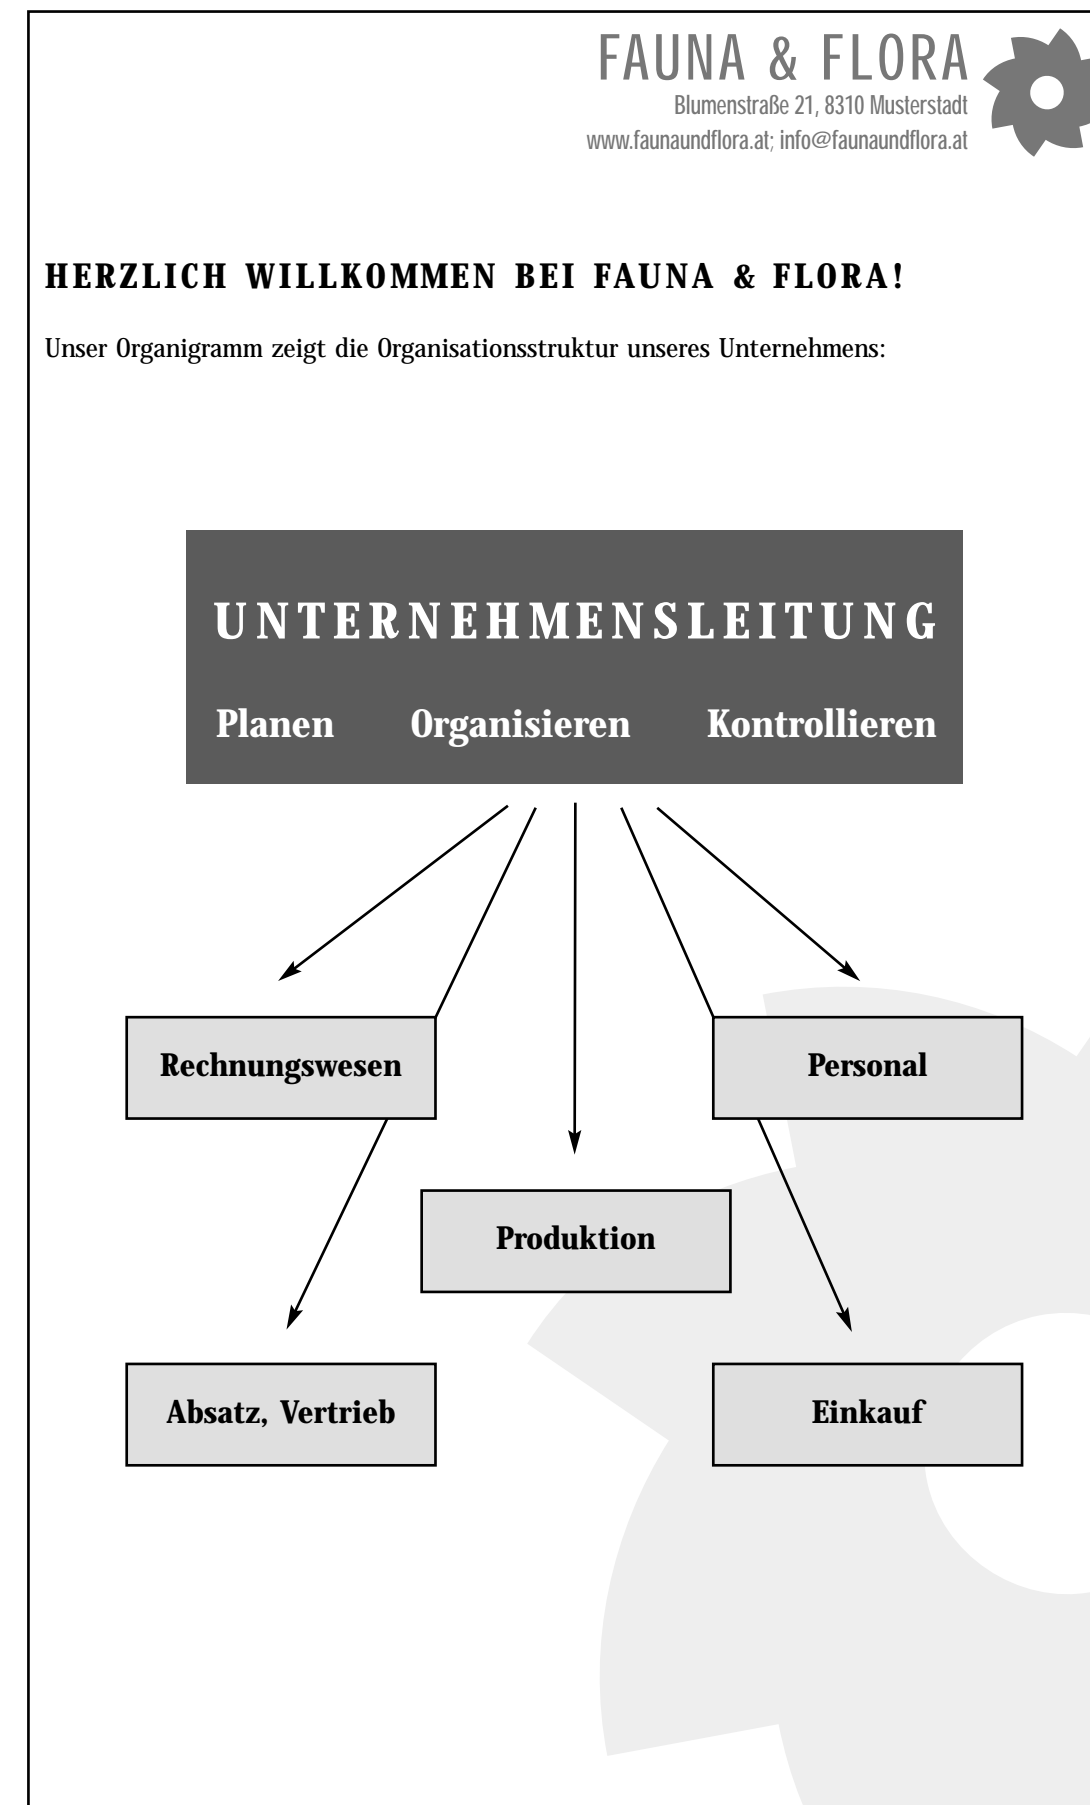 FAUNA & FLORA
Blumenstraße 21, 8310 Musterstadt
www.faunaundflora.at; info@faunaundflora.at
HERZLICH WILLKOMMEN BEI FAUNA & FLORA!
Unser Organigramm zeigt die Organisationsstruktur unseres Unternehmens:
UNTERNEHMENSLEITUNG
Planen Organisieren Kontrollieren
Rechnungswesen
Personal
Produktion
Absatz, Vertrieb
Einkauf